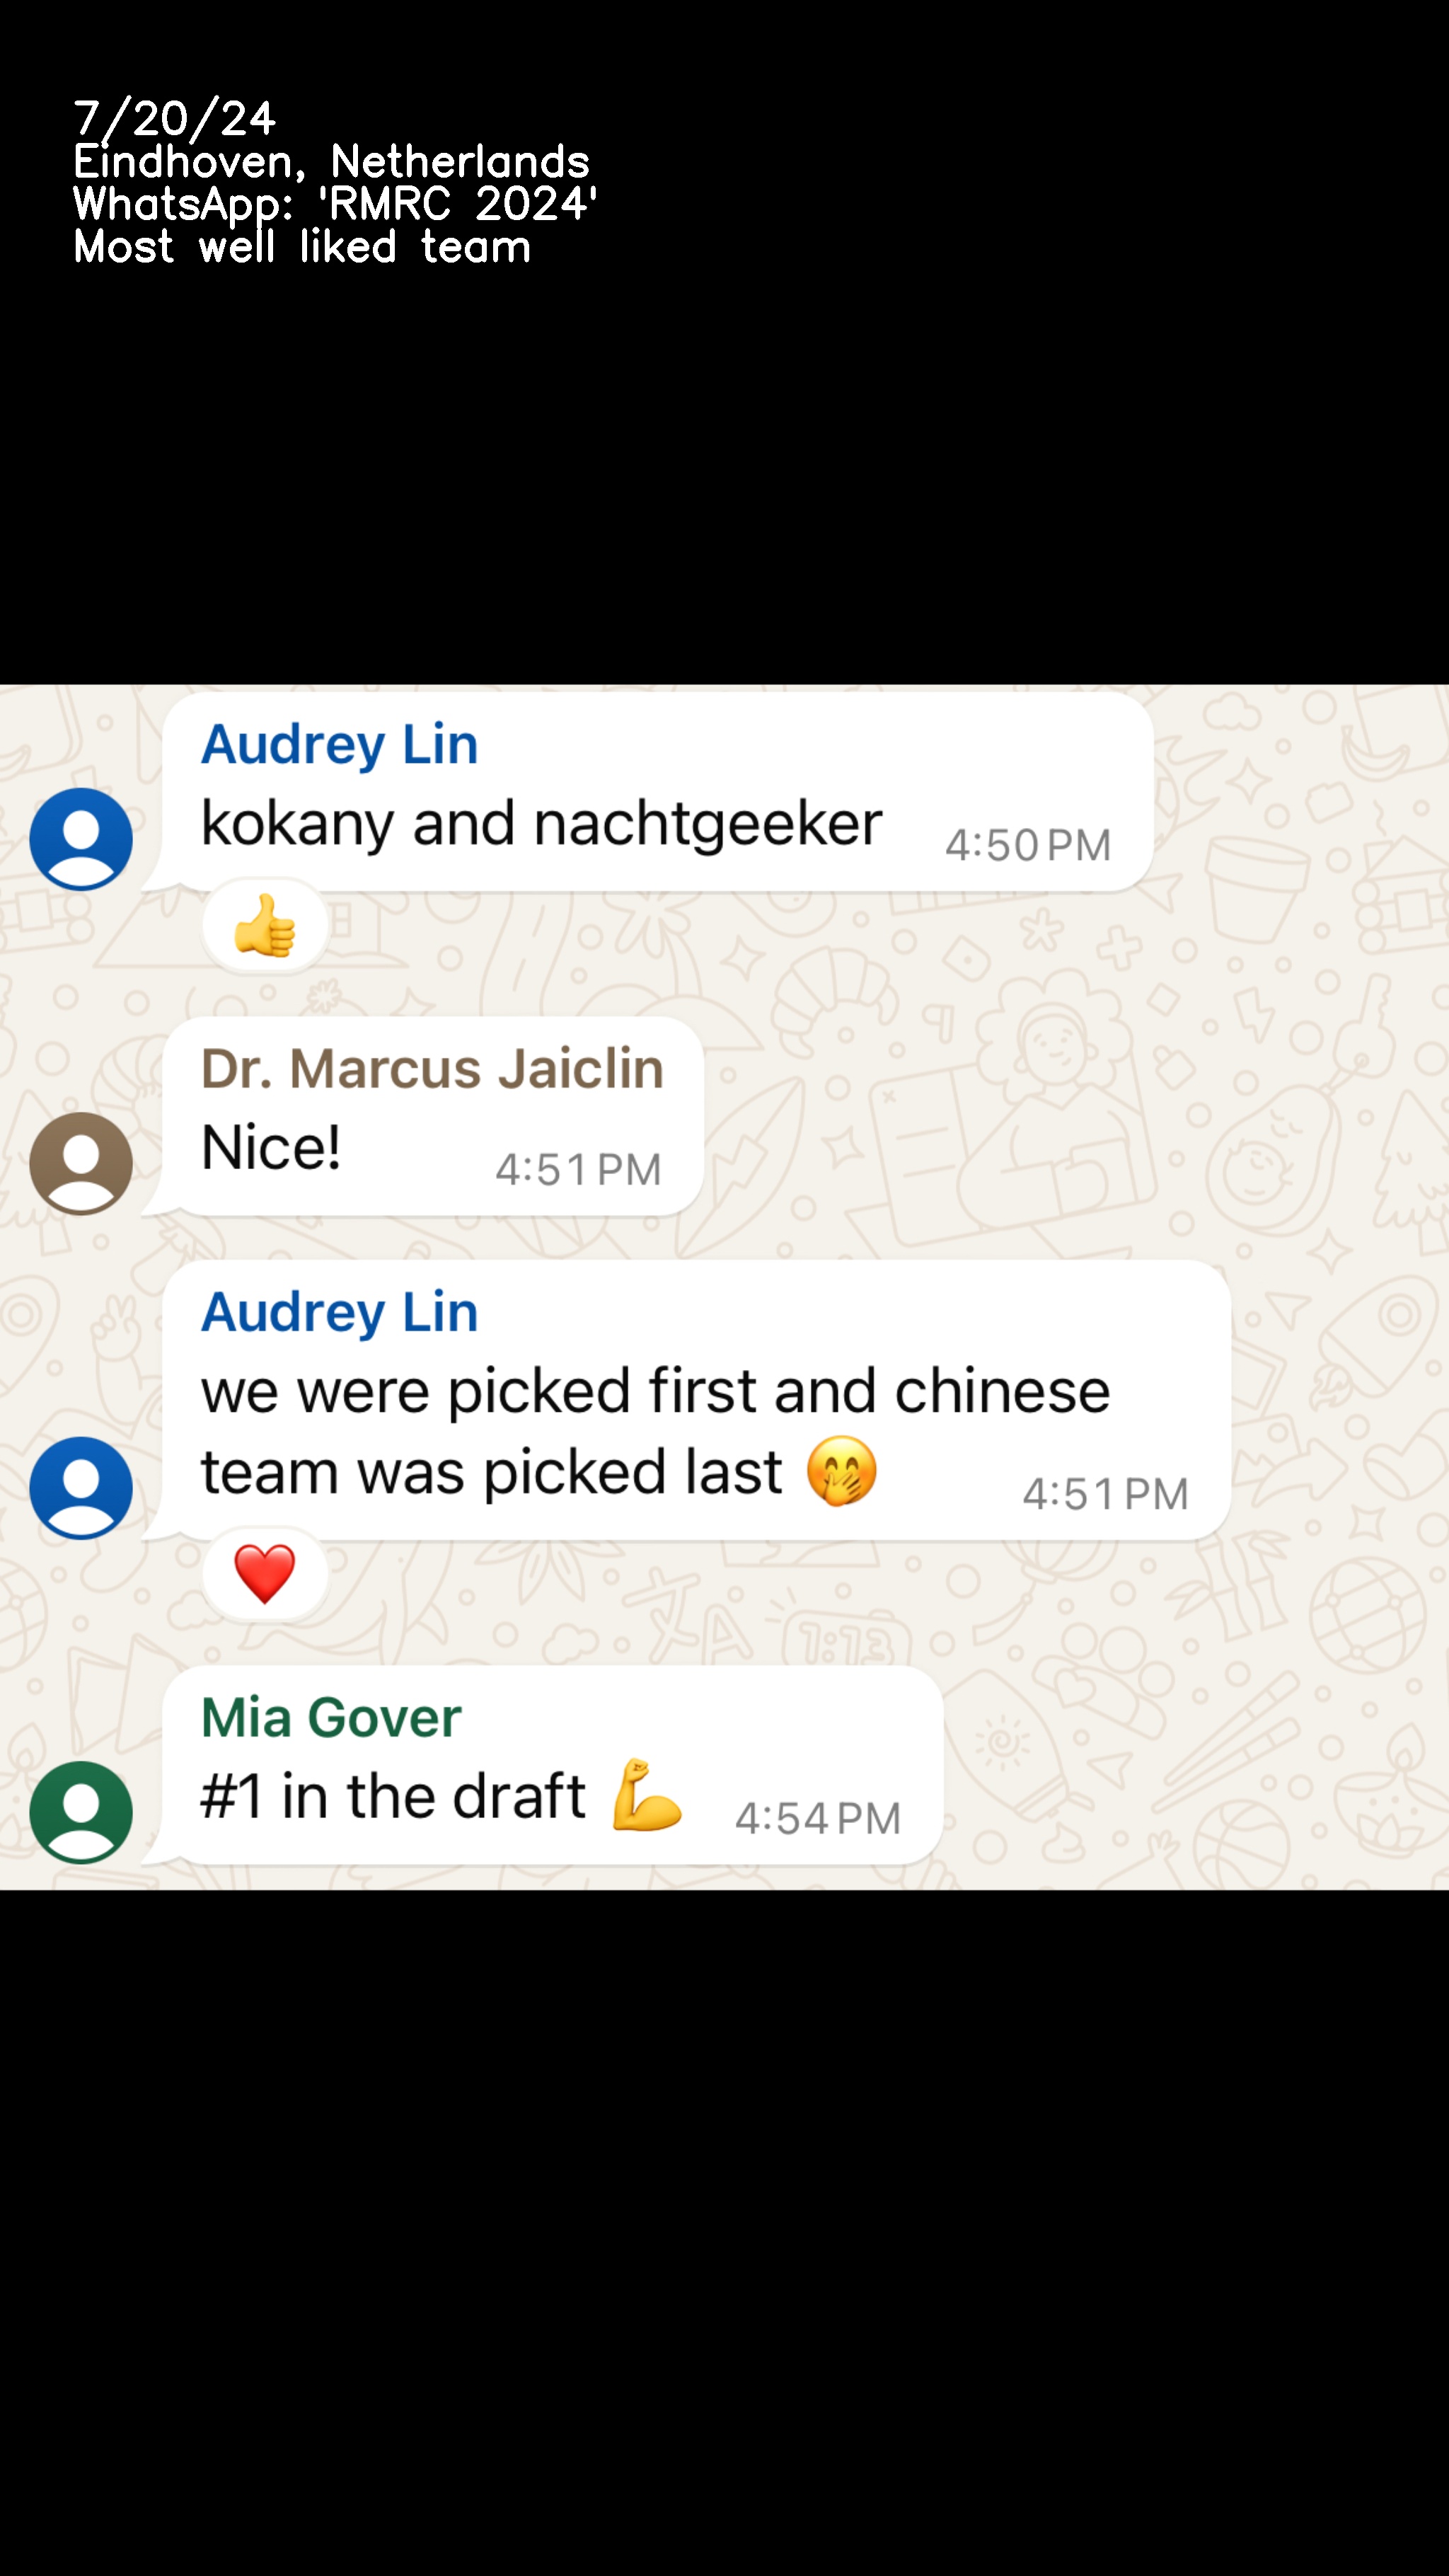 7/20/24
Eindhoven, Netherlands
WhatsApp: 'RMRC 2024'
Most well liked team
Audrey Lin
kokany and nachtgeeker 4:50 PM
👍
Dr. Marcus Jaiclin
Nice! 4:51 PM
Audrey Lin
we were picked first and chinese
team was picked last 🤭 4:51 PM
❤️
Mia Gover
#1 in the draft 💪 4:54 PM